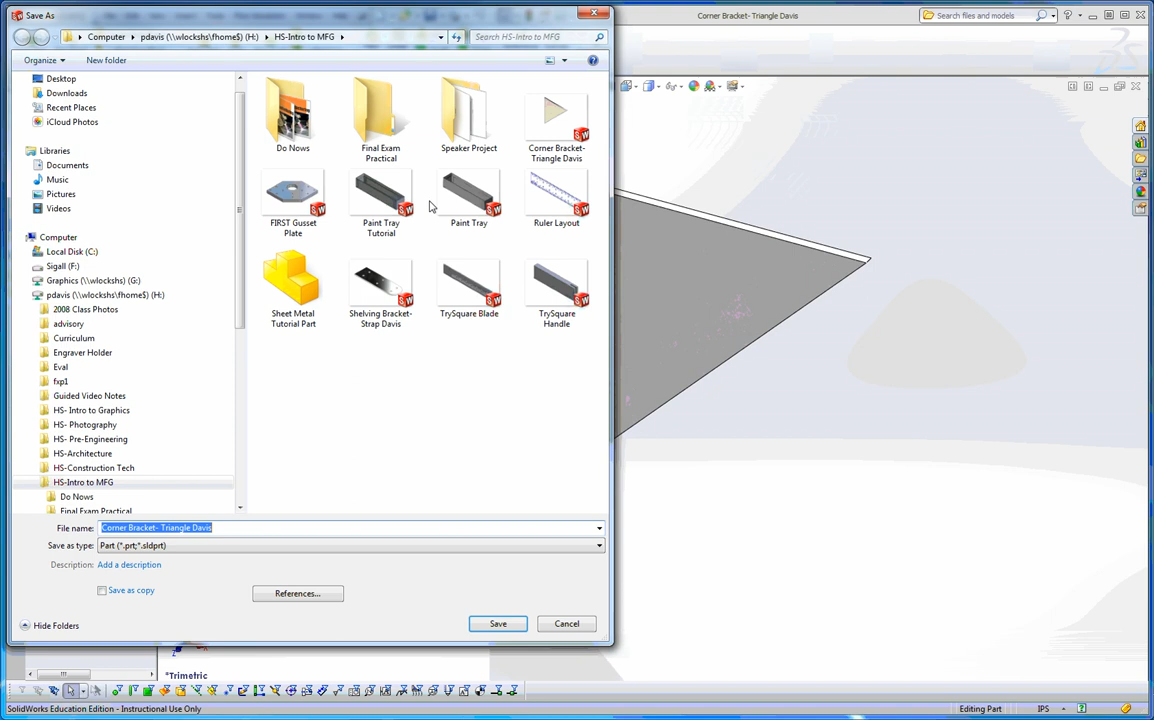 Save As
Corner Bracket- Triangle Davis
Search files and models
Computer
pdavis (\\wlockshs\fhome$) (H:)
HS-Intro to MFG
Search HS-Intro to MFG
Organize
New folder
Desktop
Downloads
Recent Places
iCloud Photos
Libraries
Documents
Music
Pictures
Videos
Computer
Local Disk (C:)
Sigall (F:)
Graphics (\\wlockshs) (G:)
pdavis (\\wlockshs\fhome$) (H:)
2008 Class Photos
advisory
Curriculum
Engraver Holder
Eval
fxp1
Guided Video Notes
HS- Intro to Graphics
HS- Photography
HS- Pre-Engineering
HS-Architecture
HS-Construction Tech
HS-Intro to MFG
Do Nows
Final Exam Practical
Do Nows
Final Exam
Practical
Speaker Project
Corner Bracket-
Triangle Davis
FIRST Gusset
Plate
Paint Tray
Tutorial
Paint Tray
Ruler Layout
Sheet Metal
Tutorial Part
Shelving Bracket-
Strap Davis
TrySquare Blade
TrySquare
Handle
File name:
Corner Bracket- Triangle Davis
Save as type:
Part (*.prt;*.sldprt)
Description:
Add a description
Save as copy
References...
Hide Folders
Save
Cancel
*Trimetric
SolidWorks Education Edition - Instructional Use Only
Editing Part
IPS